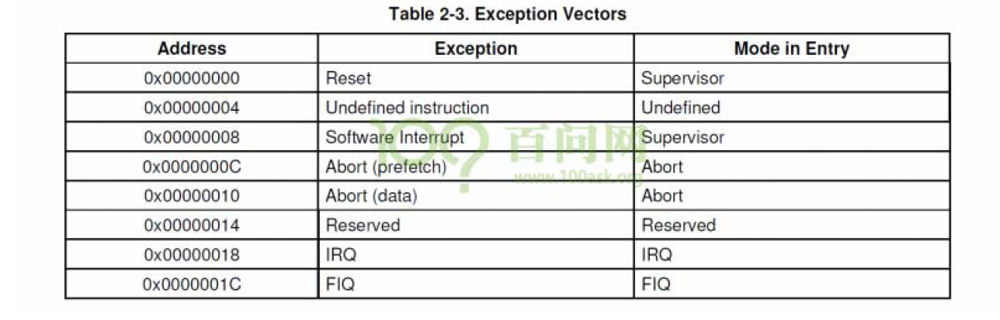 Table 2-3. Exception Vectors
Address Exception Mode in Entry
0x00000000 Reset Supervisor
0x00000004 Undefined instruction Undefined
0x00000008 Software Interrupt Supervisor
0x0000000C Abort (prefetch) Abort
0x00000010 Abort (data) Abort
0x00000014 Reserved Reserved
0x00000018 IRQ IRQ
0x0000001C FIQ FIQ
100? 百问网
www.100ask.org